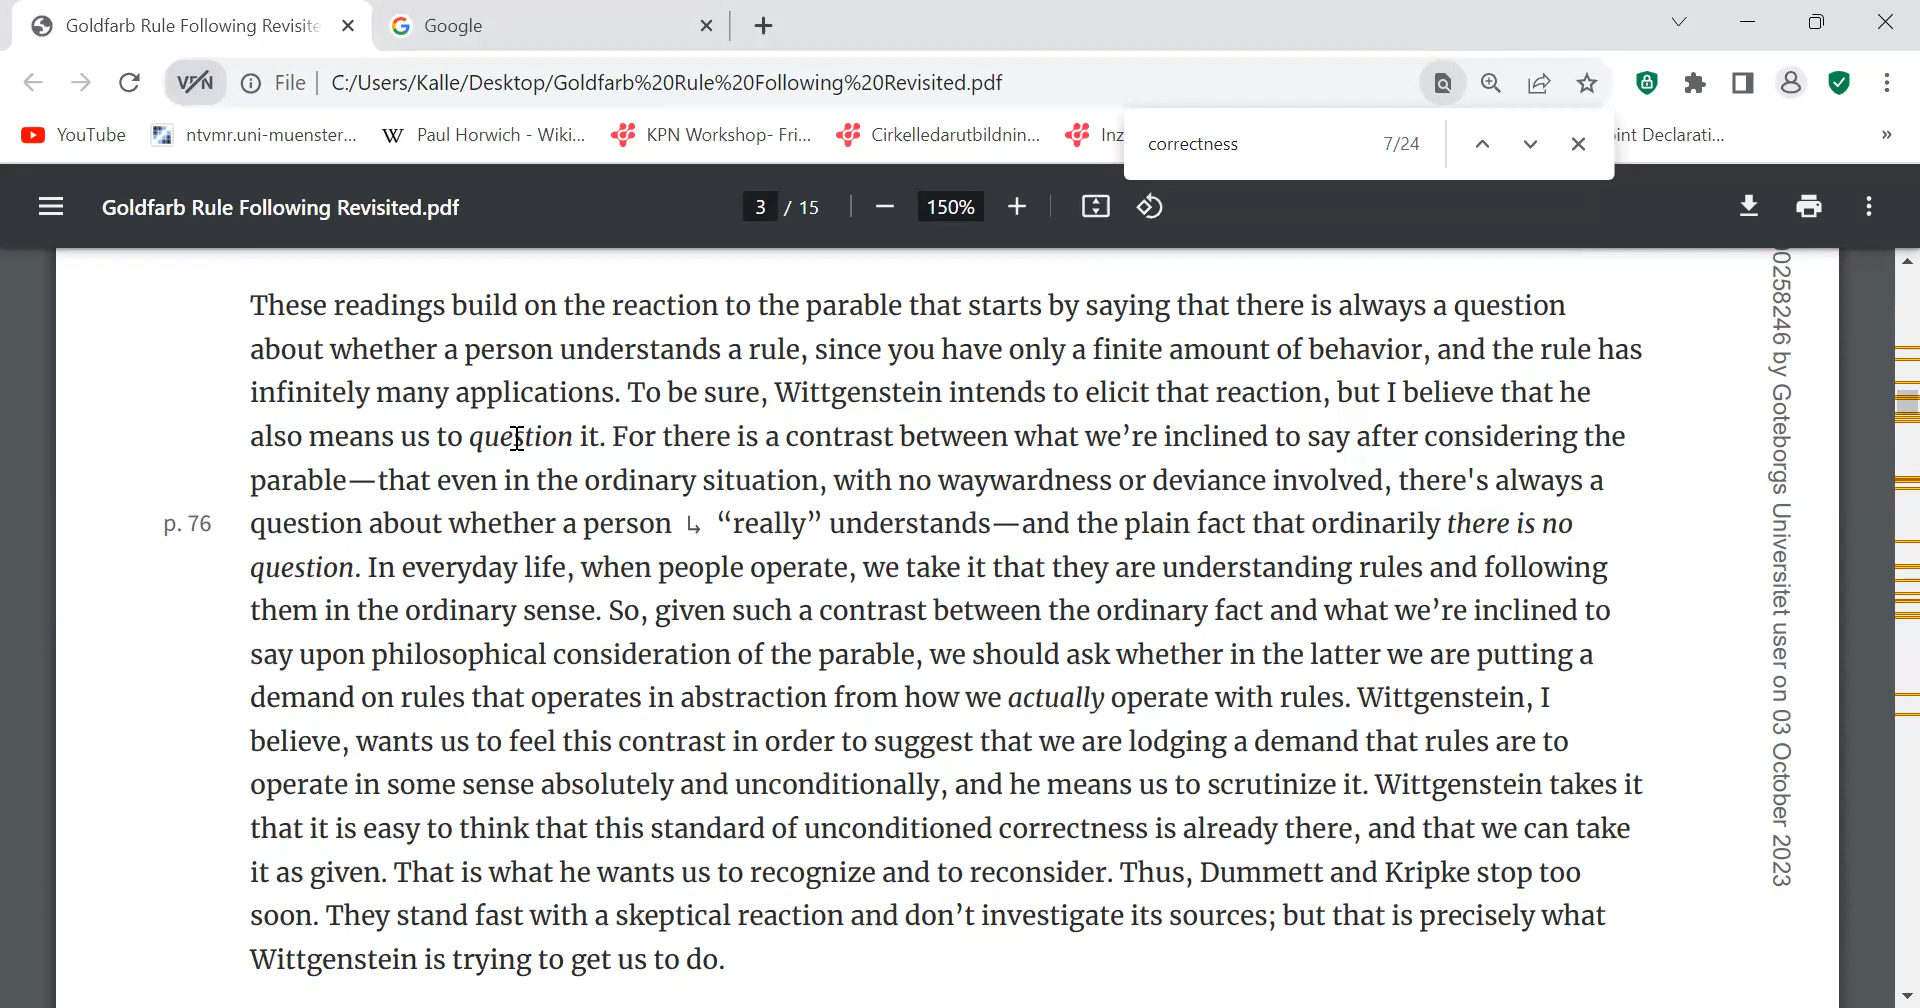 Goldfarb Rule Following Revisite
Google
VPN
File
C:/Users/Kalle/Desktop/Goldfarb%20Rule%20Following%20Revisited.pdf
YouTube
ntvmr.uni-muenster...
W Paul Horwich - Wiki...
KPN Workshop- Fri...
Cirkelledarutbildnin...
Inz
correctness
7/24
int Declarati...
»
Goldfarb Rule Following Revisited.pdf
3 / 15
150%
These readings build on the reaction to the parable that starts by saying that there is always a question
about whether a person understands a rule, since you have only a finite amount of behavior, and the rule has
infinitely many applications. To be sure, Wittgenstein intends to elicit that reaction, but I believe that he
also means us to question it. For there is a contrast between what we’re inclined to say after considering the
parable—that even in the ordinary situation, with no waywardness or deviance involved, there's always a
p. 76
question about whether a person ↳ “really” understands—and the plain fact that ordinarily there is no
question. In everyday life, when people operate, we take it that they are understanding rules and following
them in the ordinary sense. So, given such a contrast between the ordinary fact and what we’re inclined to
say upon philosophical consideration of the parable, we should ask whether in the latter we are putting a
demand on rules that operates in abstraction from how we actually operate with rules. Wittgenstein, I
believe, wants us to feel this contrast in order to suggest that we are lodging a demand that rules are to
operate in some sense absolutely and unconditionally, and he means us to scrutinize it. Wittgenstein takes it
that it is easy to think that this standard of unconditioned correctness is already there, and that we can take
it as given. That is what he wants us to recognize and to reconsider. Thus, Dummett and Kripke stop too
soon. They stand fast with a skeptical reaction and don’t investigate its sources; but that is precisely what
Wittgenstein is trying to get us to do.
0258246 by Goteborgs Universitet user on 03 October 2023